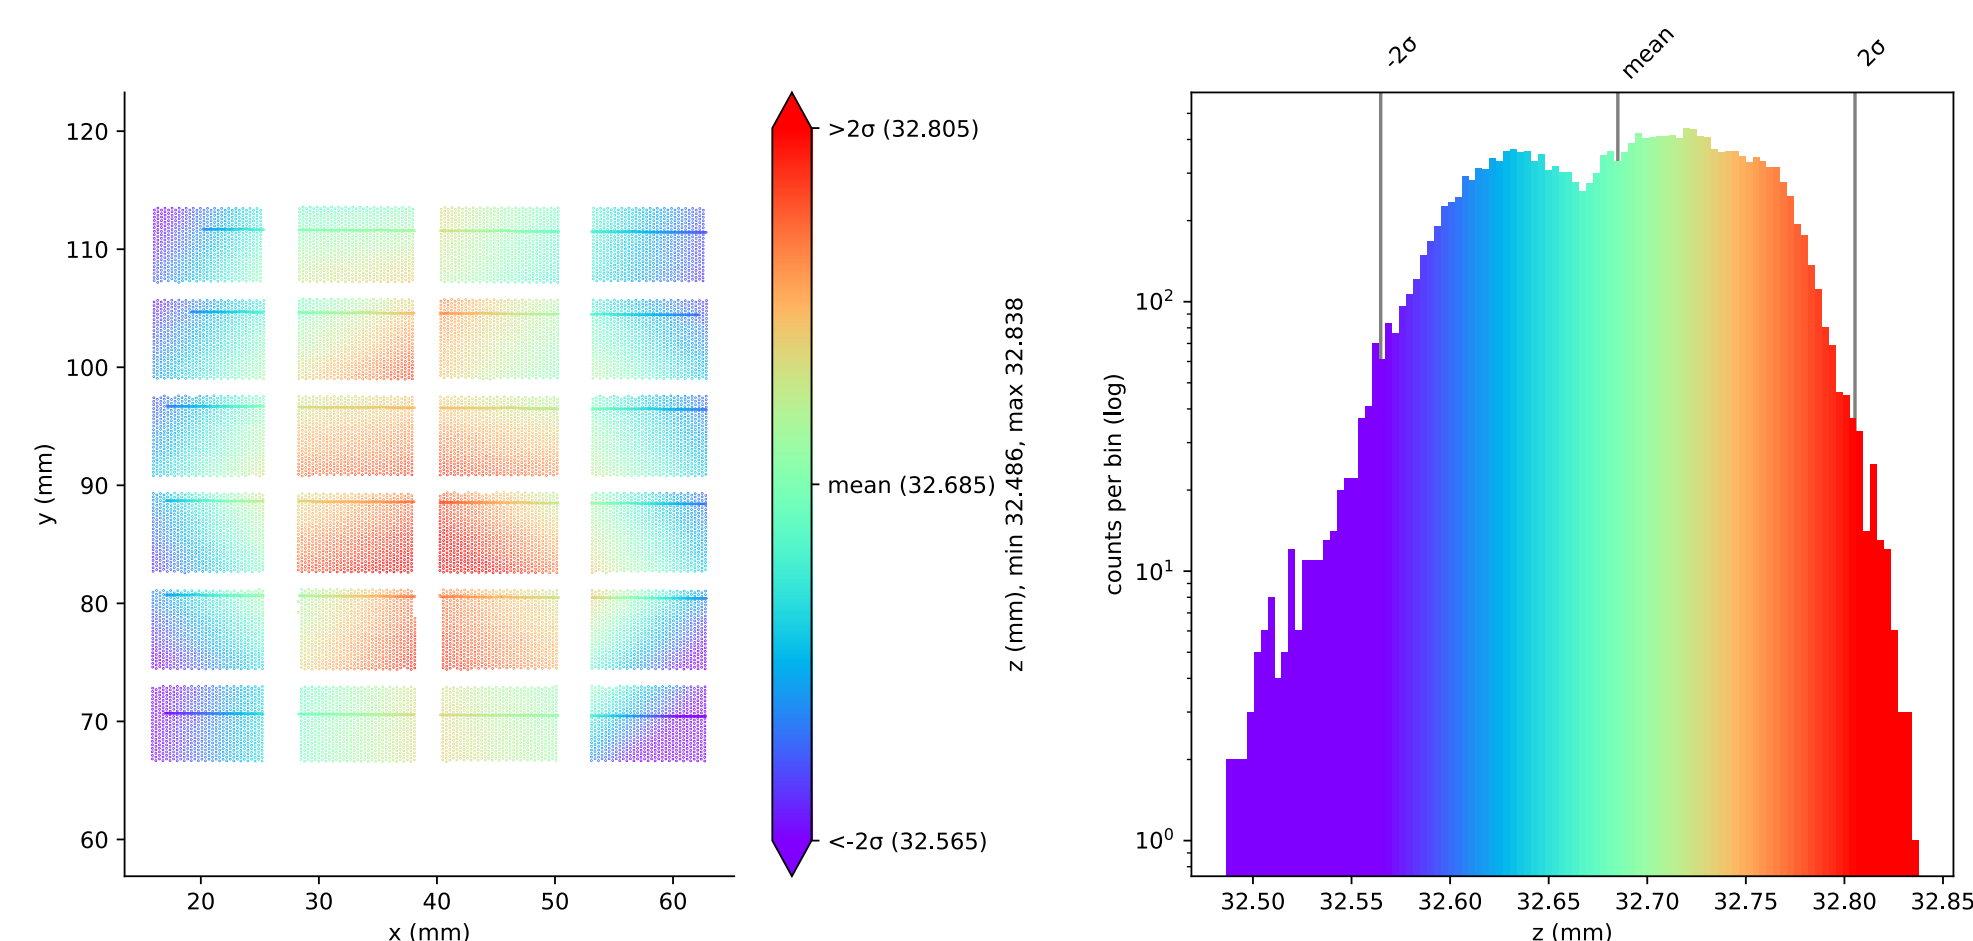 120
110
100
90
80
70
60
20 30 40 50 60
x (mm)
y (mm)
>2σ (32.805)
mean (32.685)
<-2σ (32.565)
z (mm), min 32.486, max 32.838
-2σ
mean
2σ
10²
10¹
10⁰
counts per bin (log)
32.50 32.55 32.60 32.65 32.70 32.75 32.80 32.85
z (mm)